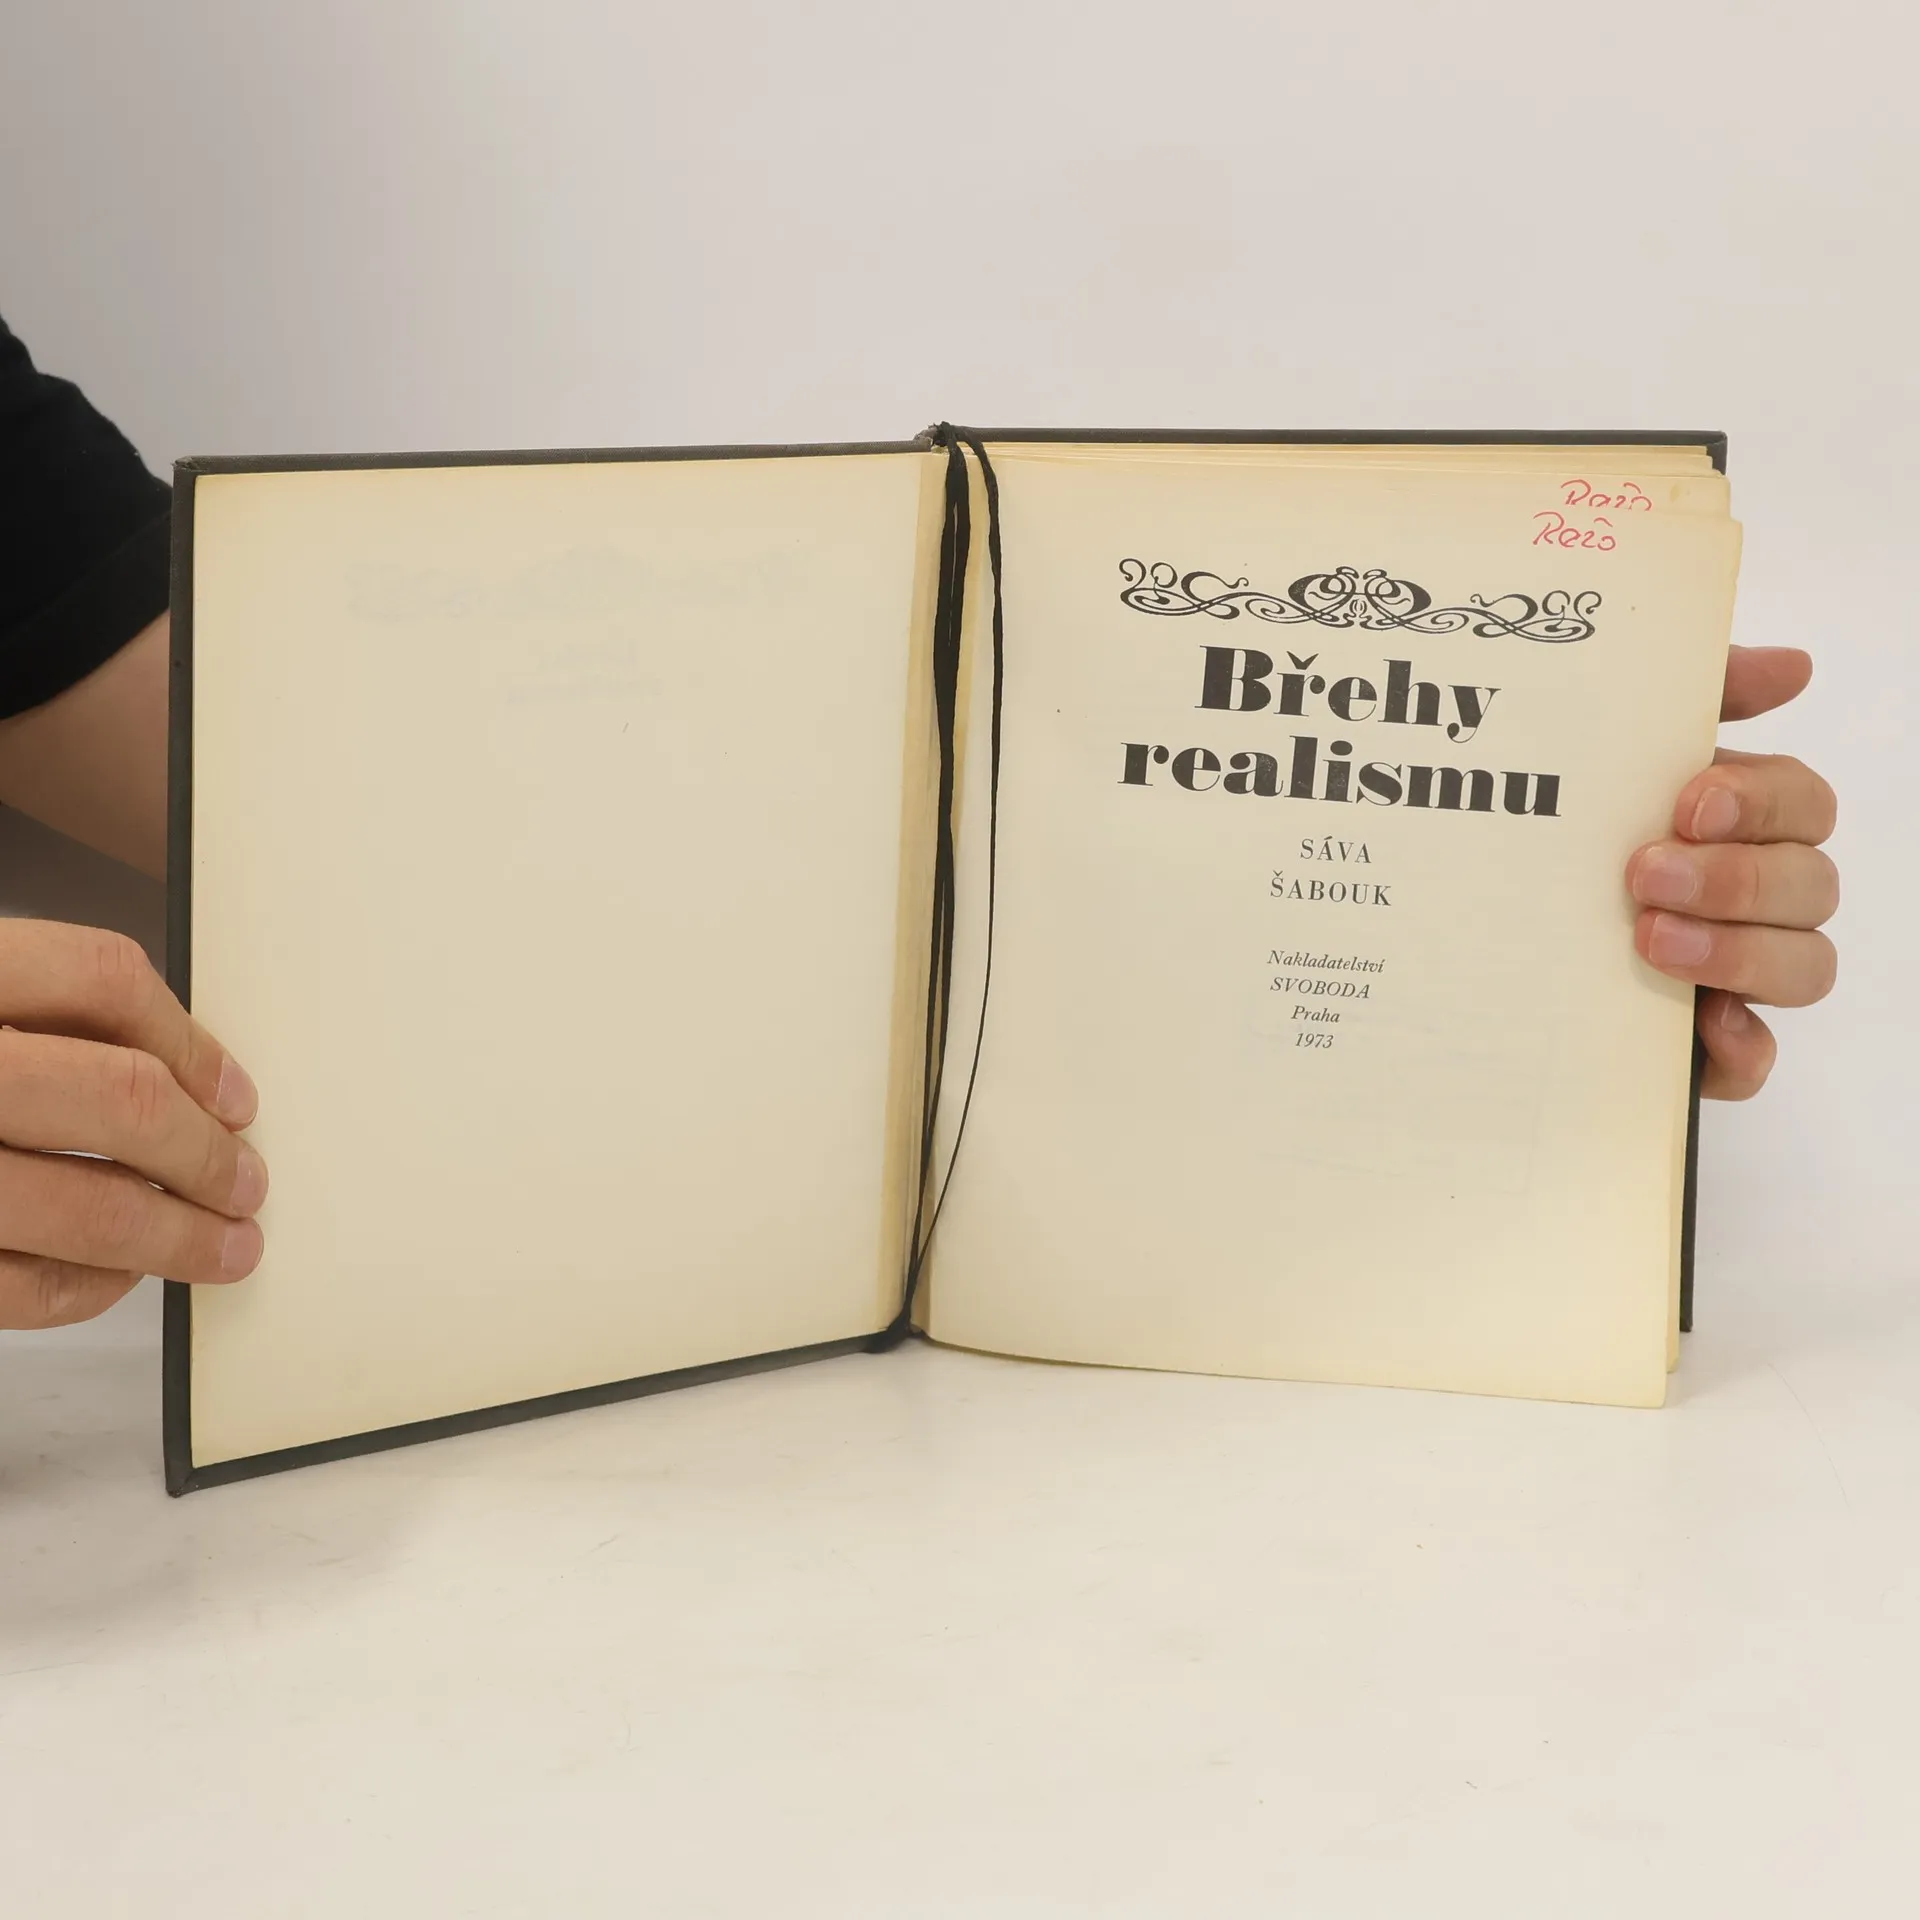 Břehy
realismu
SÁVA
ŠABOUK
Nakladatelství
SVOBODA
Praha
1973